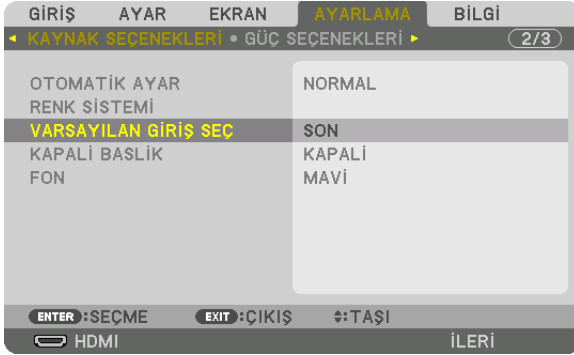 GİRİŞ AYAR EKRAN AYARLAMA BİLGİ
KAYNAK SEÇENEKLERİ • GÜÇ SEÇENEKLERİ 2/3
OTOMATİK AYAR NORMAL
RENK SİSTEMİ
VARSAYILAN GİRİŞ SEÇ SON
KAPALİ BASLİK KAPALİ
FON MAVİ
ENTER :SEÇME EXIT :ÇIKIŞ :TAŞI
HDMI İLERİ